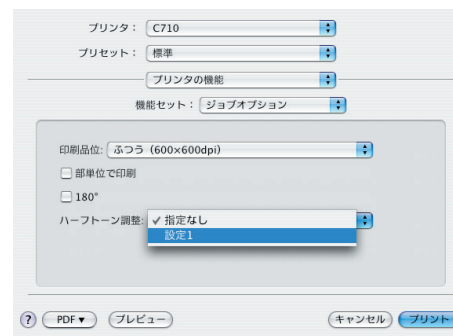 プリンタ： C710
プリセット： 標準
プリンタの機能
機能セット： ジョブオプション
印刷品位: ふつう (600×600dpi)
部単位で印刷
180°
ハーフトーン調整: ✓ 指定なし
設定1
? PDF▼ プレビュー キャンセル プリント